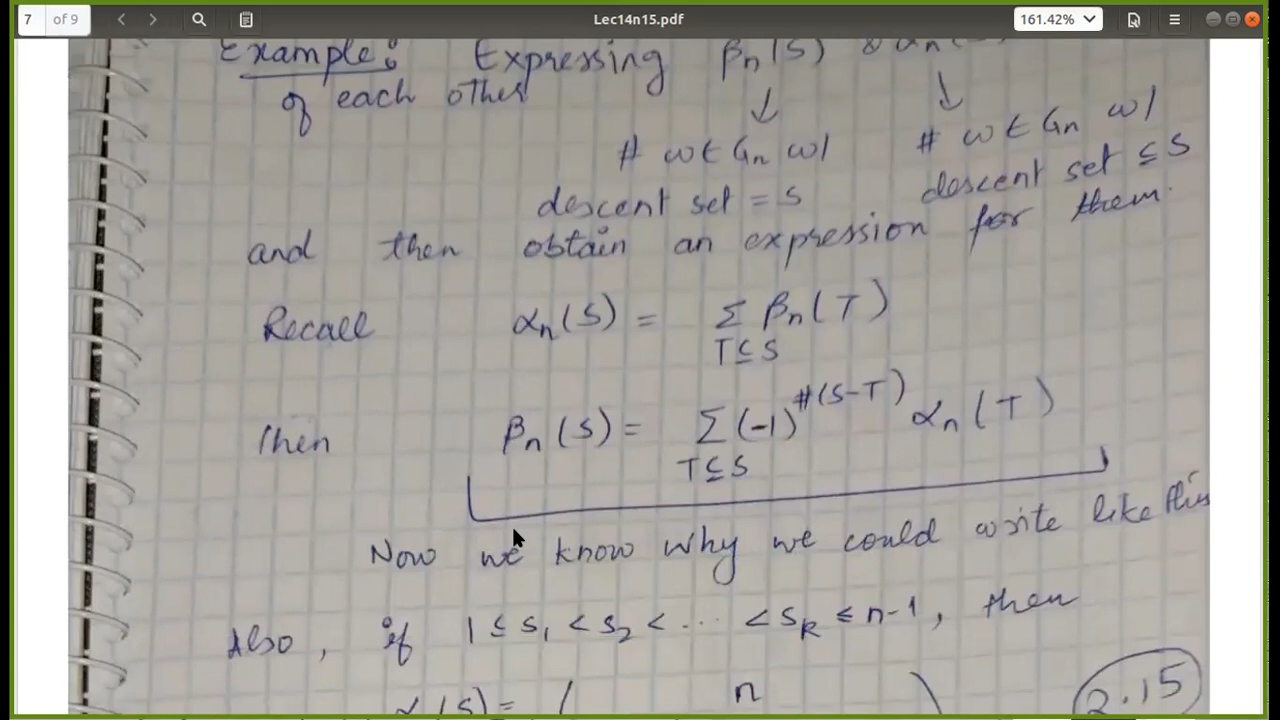 7 of 9 Lec14n15.pdf 161.42%
Example: Expressing βn(S) & αn(
of each other
↓ ↓
# w ∈ Gn w/ # w ∈ Gn w/
descent set = S descent set ⊆ S
and then obtain an expression for them.
Recall αn(S) = Σ βn(T)
T⊆S
Then βn(S) = Σ (-1)^#(S-T) αn(T)
T⊆S
Now we know why we could write like this
Also, if 1 ≤ s1 < s2 < ... < sk ≤ n-1, then
αn(S) = ( n )
2.15